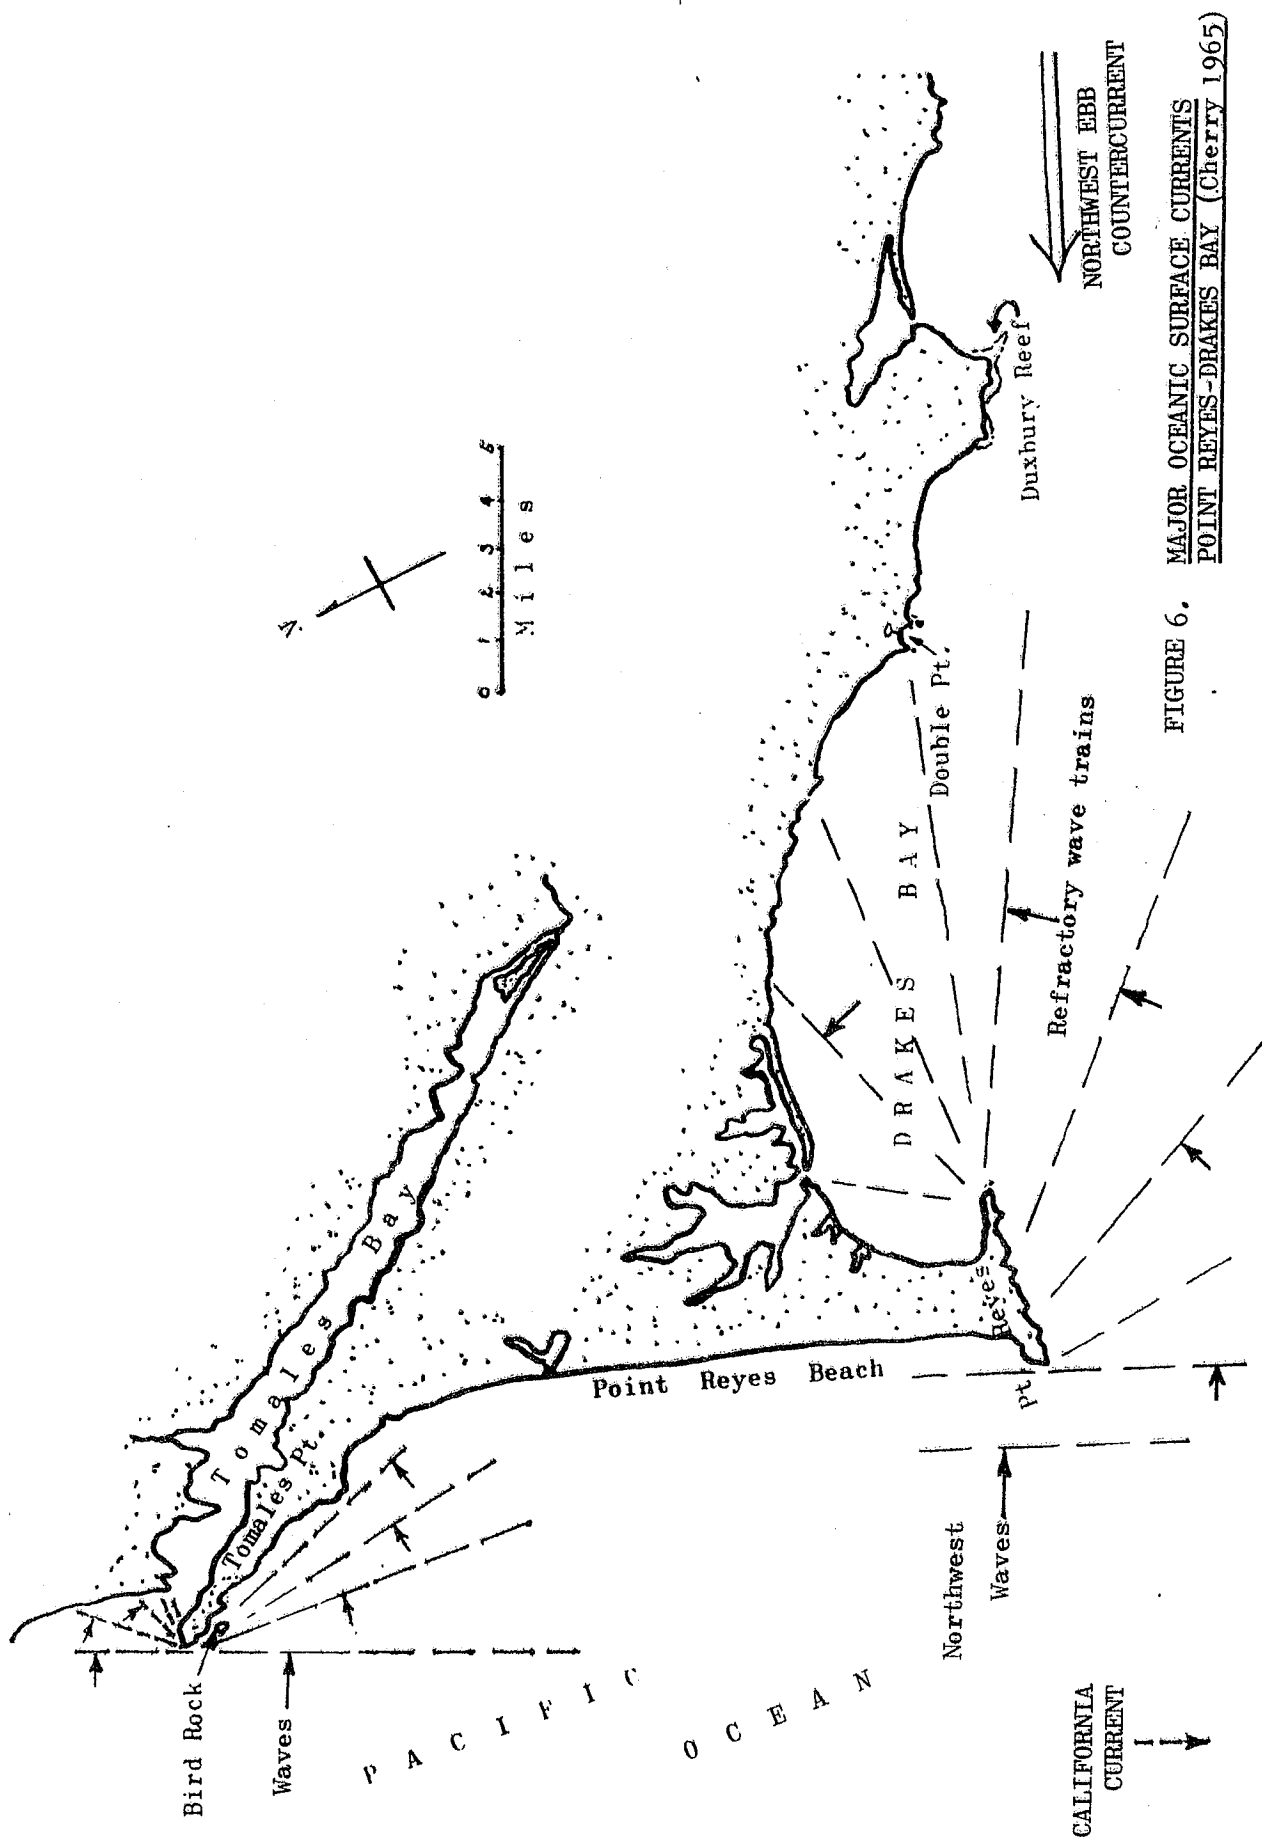 N.
0 1 2 3 4 5
Miles
Bird Rock
Waves
Tomales Pt.
Tomales Bay
PACIFIC
OCEAN
Point Reyes Beach
Northwest
Waves
Pt. Reyes
DRAKES BAY
Double Pt.
Duxbury Reef
Refractory wave trains
CALIFORNIA
CURRENT
NORTHWEST EBB
COUNTERCURRENT
FIGURE 6. MAJOR OCEANIC SURFACE CURRENTS
POINT REYES-DRAKES BAY (Cherry 1965)